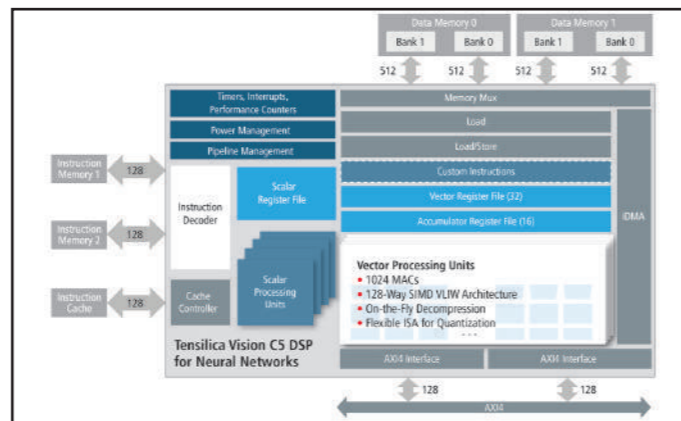 Data Memory 0
Data Memory 1
Bank 1
Bank 0
Bank 1
Bank 0
512
512
512
512
Timers, Interrupts,
Performance Counters
Power Management
Pipeline Management
Memory Mux
Load
Load/Store
Custom Instructions
Vector Register File (32)
Accumulator Register File (16)
iDMA
Instruction
Memory 1
128
Instruction
Memory 2
128
Instruction
Cache
128
Instruction
Decoder
Scalar
Register File
Cache
Controller
Scalar
Processing
Units
Vector Processing Units
• 1024 MACs
• 128-Way SIMD VLIW Architecture
• On-the-Fly Decompression
• Flexible ISA for Quantization
Tensilica Vision C5 DSP
for Neural Networks
AXI4 Interface
AXI4 Interface
128
128
AXI4